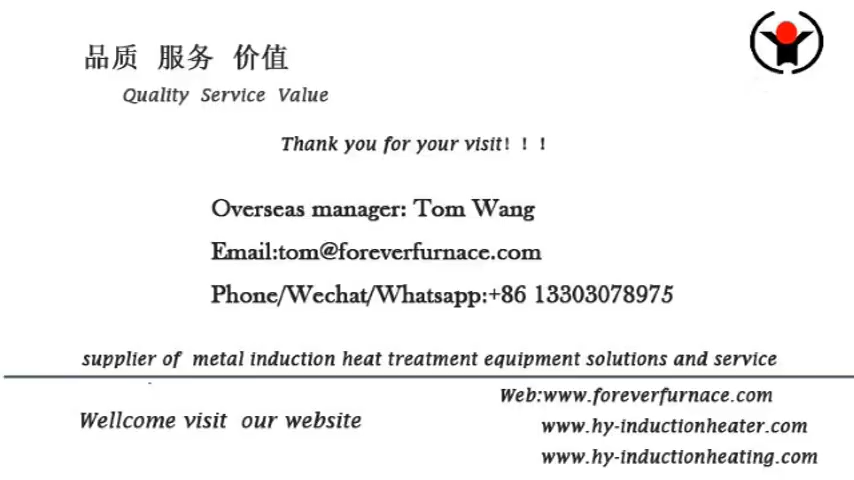 品质 服务 价值
Quality Service Value
Thank you for your visit！！！
Overseas manager: Tom Wang
Email:tom@foreverfurnace.com
Phone/Wechat/Whatsapp:+86 13303078975
supplier of metal induction heat treatment equipment solutions and service
Wellcome visit our website
Web:www.foreverfurnace.com
www.hy-inductionheater.com
www.hy-inductionheating.com